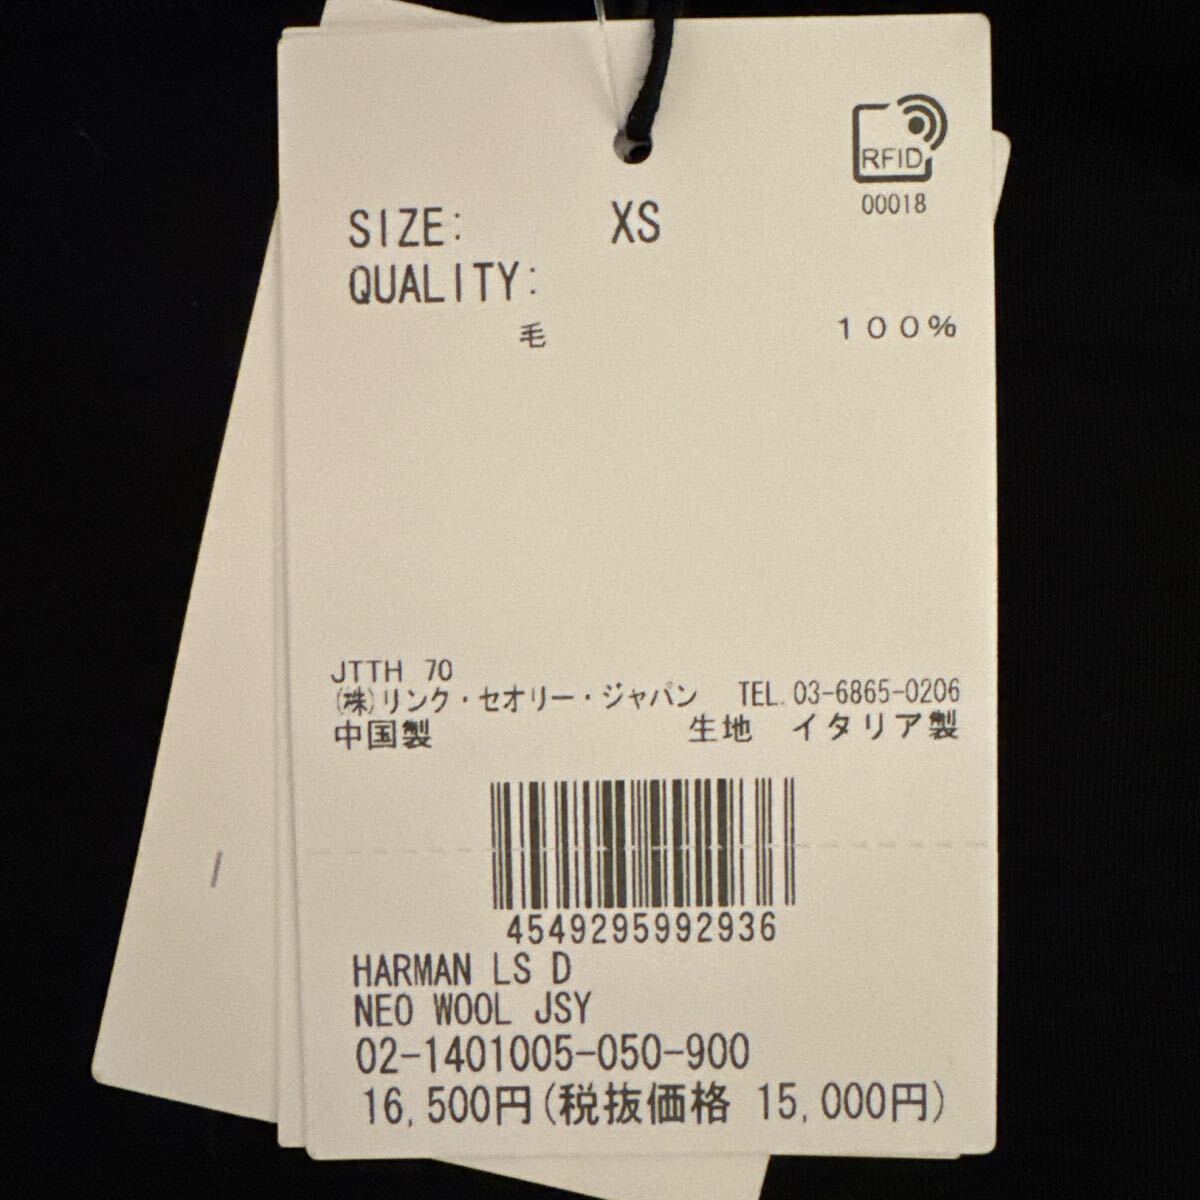 RFID
00018
SIZE: XS
QUALITY:
毛 100%
JTTH 70
(株)リンク・セオリー・ジャパン TEL. 03-6865-0206
中国製 生地 イタリア製
4549295992936
HARMAN LS D
NEO WOOL JSY
02-1401005-050-900
16,500円(税抜価格 15,000円)